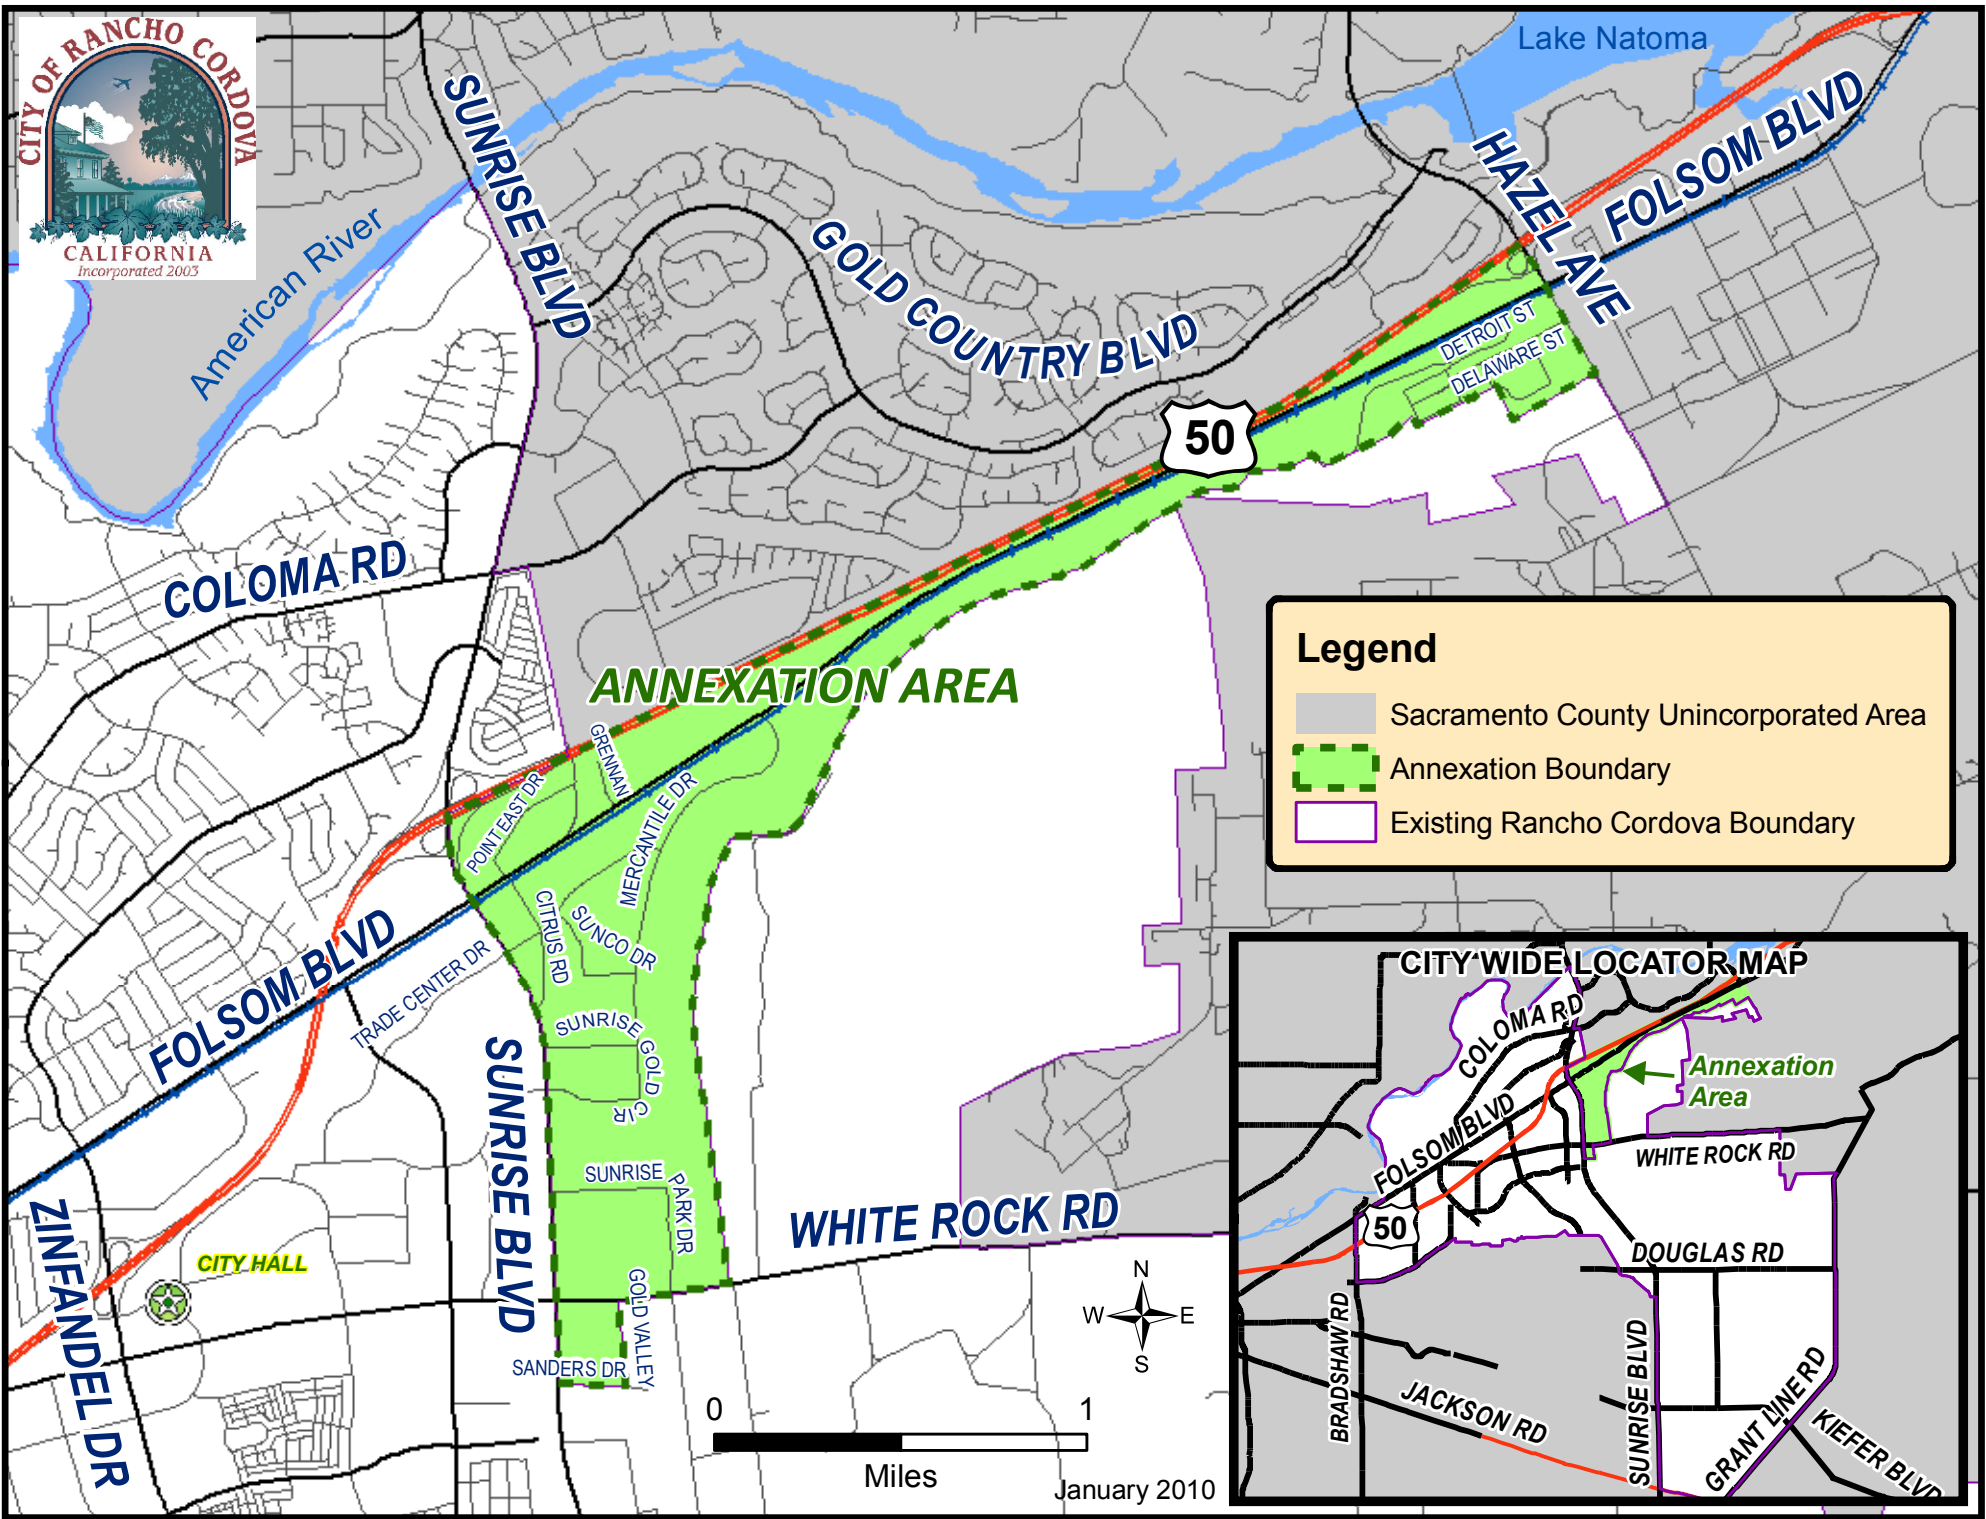 CITY OF RANCHO CORDOVA
CALIFORNIA
Incorporated 2003
Lake Natoma
SUNRISE BLVD
HAZEL AVE
FOLSOM BLVD
American River
GOLD COUNTRY BLVD
DETROIT ST
DELAWARE ST
50
COLOMA RD
ANNEXATION AREA
GRENNAN
POINT EAST DR
MERCANTILE DR
CITRUS RD
SUNCO DR
FOLSOM BLVD
TRADE CENTER DR
SUNRISE GOLD CIR
SUNRISE BLVD
SUNRISE PARK DR
WHITE ROCK RD
ZINFANDEL DR
CITY HALL
GOLD VALLEY
SANDERS DR
N
W E
S
0 1
Miles
January 2010
Legend
Sacramento County Unincorporated Area
Annexation Boundary
Existing Rancho Cordova Boundary
CITY WIDE LOCATOR MAP
COLOMA RD
Annexation
Area
FOLSOM BLVD
WHITE ROCK RD
50
DOUGLAS RD
BRADSHAW RD
SUNRISE BLVD
JACKSON RD
GRANT LINE RD
KIEFER BLVD